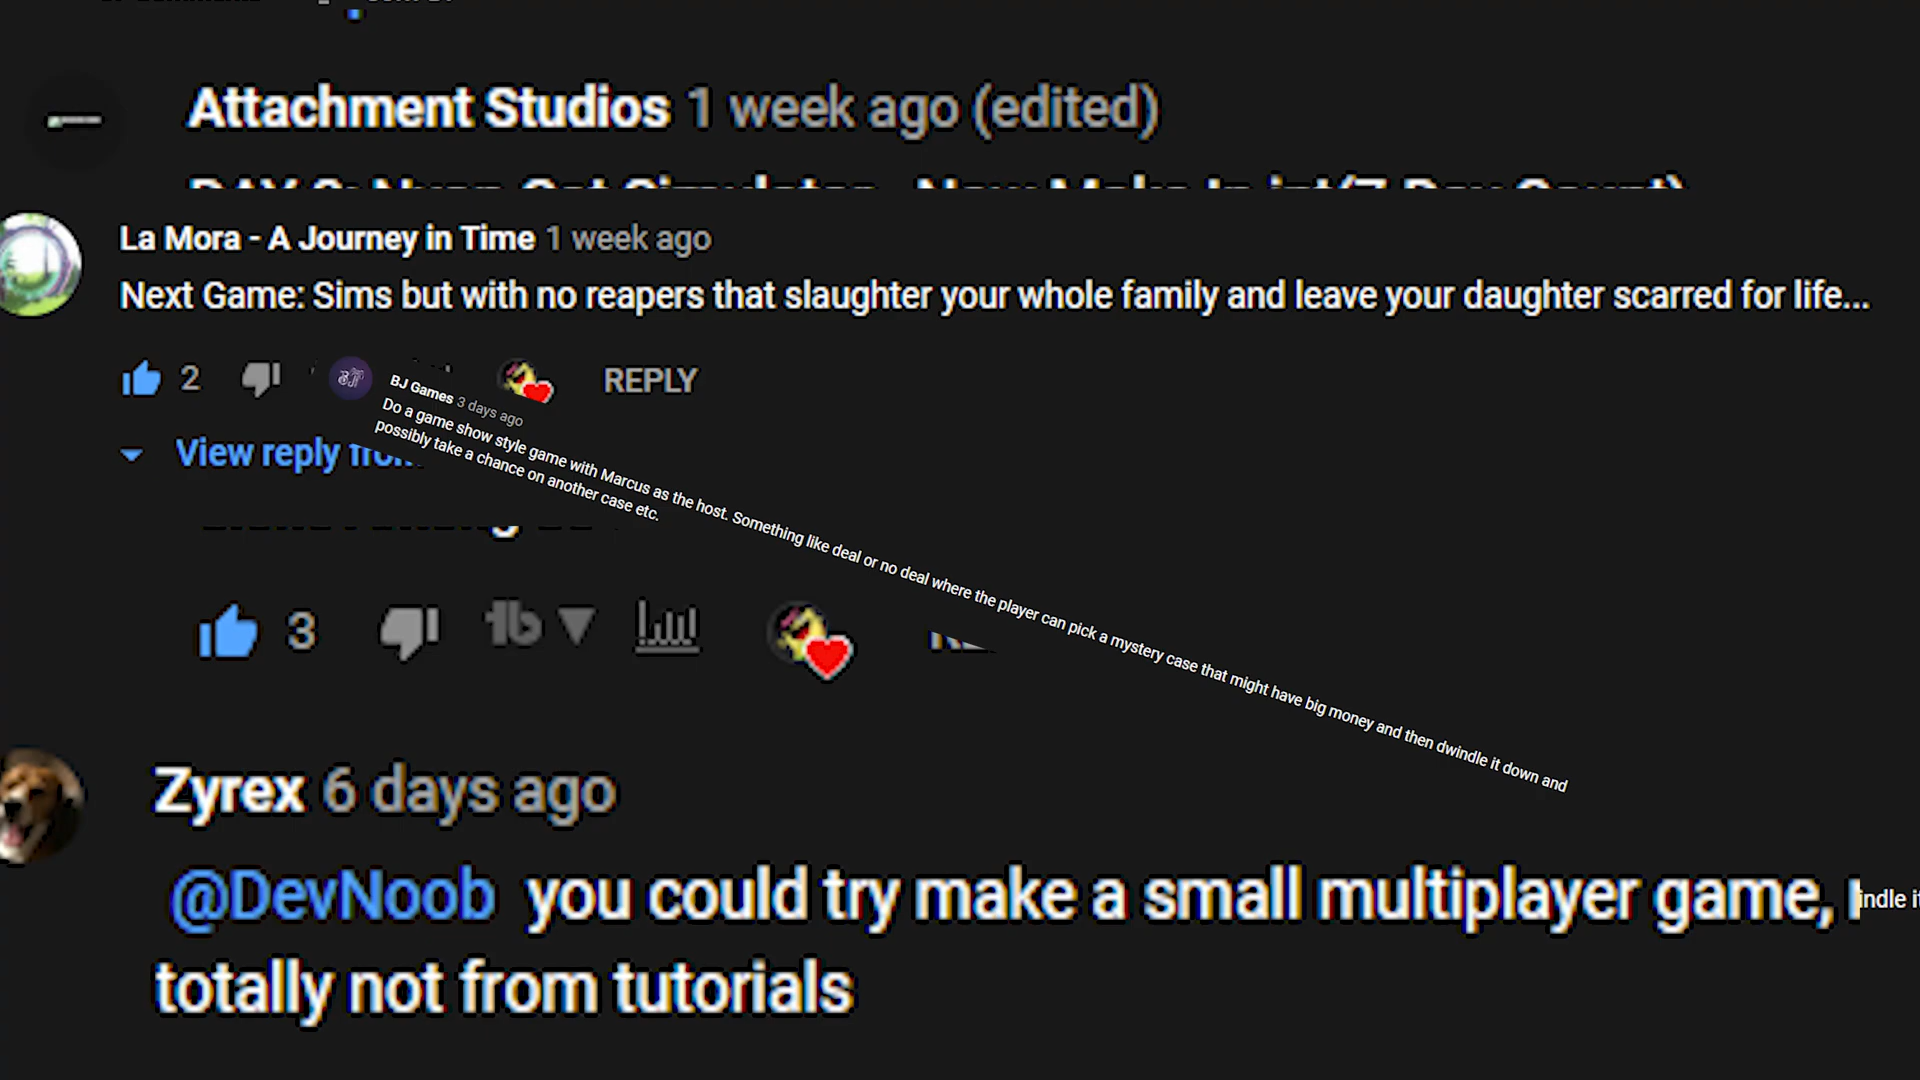 Attachment Studios 1 week ago (edited)
La Mora - A Journey in Time 1 week ago
Next Game: Sims but with no reapers that slaughter your whole family and leave your daughter scarred for life...
2
REPLY
BJ Games 3 days ago
Do a game show style game with Marcus as the host. Something like deal or no deal where the player can pick a mystery case that might have big money and then dwindle it down and
possibly take a chance on another case etc.
View reply from
3
Zyrex 6 days ago
@DevNoob you could try make a small multiplayer game,
totally not from tutorials